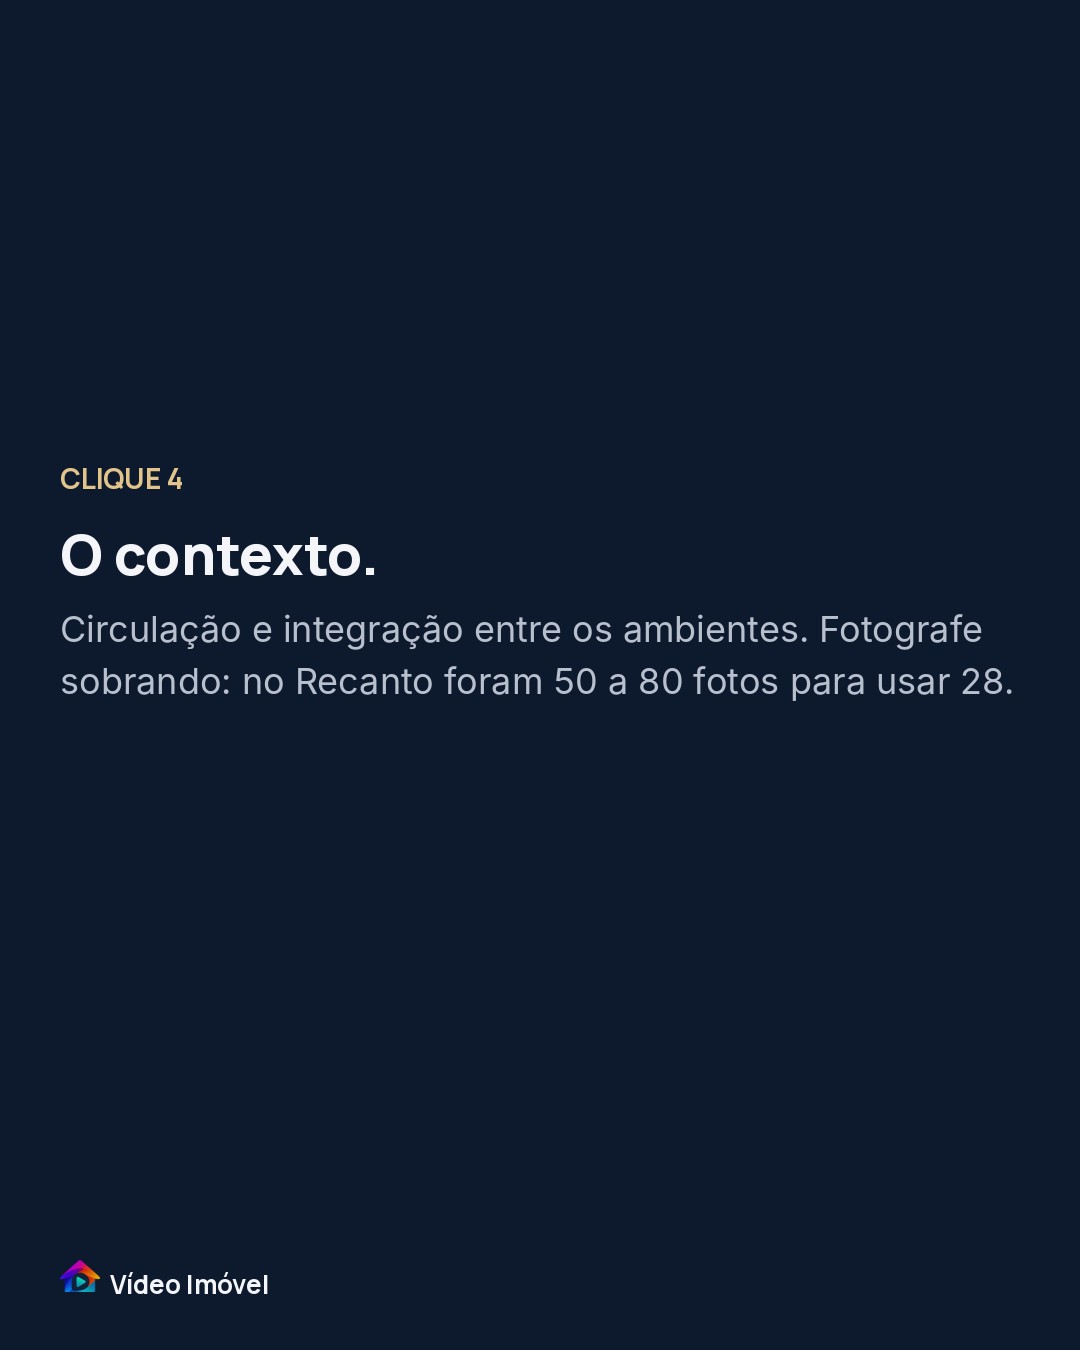 CLIQUE 4
O contexto.
Circulação e integração entre os ambientes. Fotografe
sobrando: no Recanto foram 50 a 80 fotos para usar 28.
Vídeo Imóvel